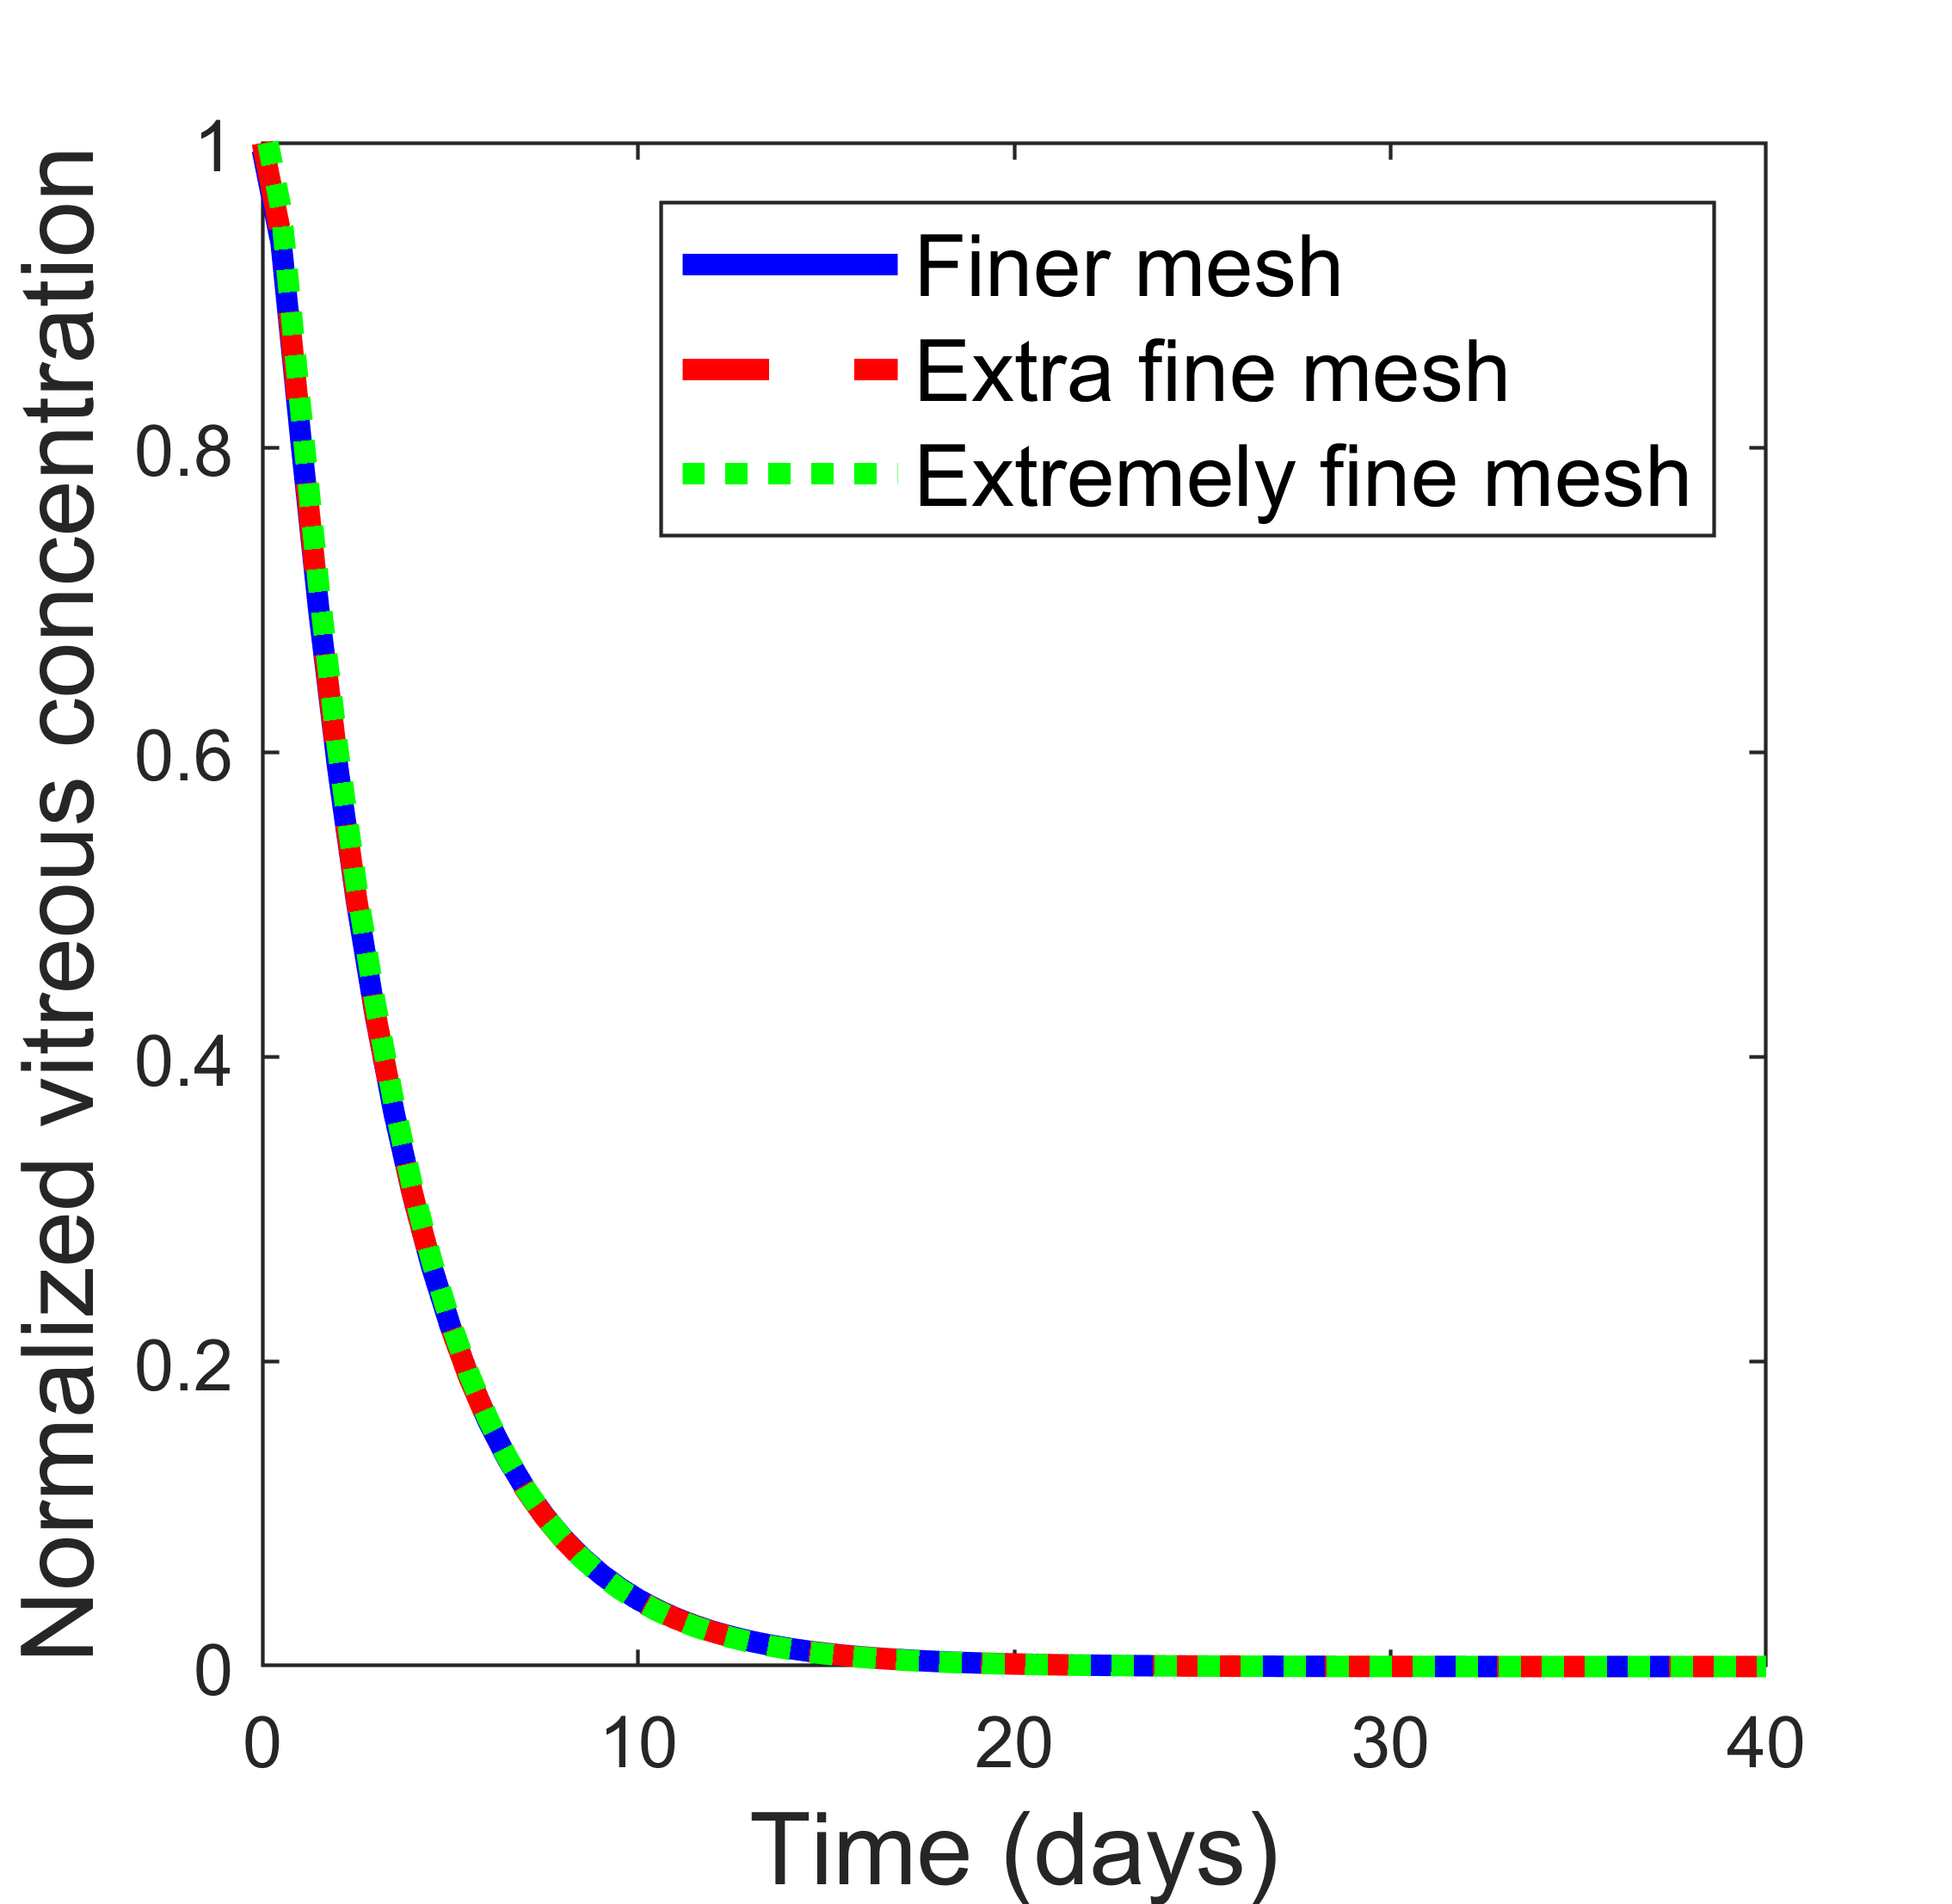 Normalized vitreous concentration
1
0.8
0.6
0.4
0.2
0
Finer mesh
Extra fine mesh
Extremely fine mesh
0 10 20 30 40
Time (days)